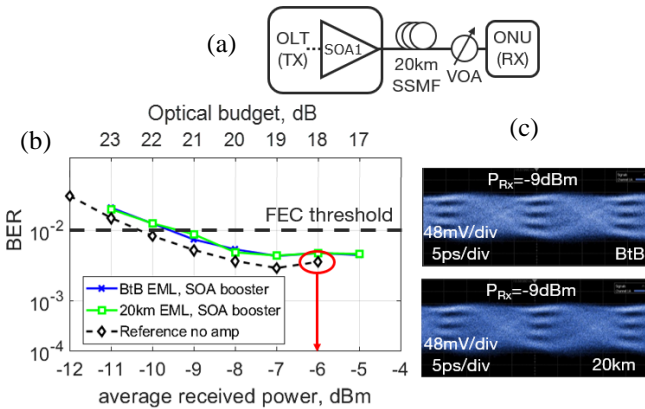 (a)
OLT
(TX)
SOA1
20km
SSMF
VOA
ONU
(RX)
(b)
Optical budget, dB
23 22 21 20 19 18 17
BER
10-2
10-3
10-4
FEC threshold
BtB EML, SOA booster
20km EML, SOA booster
Reference no amp
-12 -11 -10 -9 -8 -7 -6 -5 -4
average received power, dBm
(c)
PRx=-9dBm
48mV/div
5ps/div
BtB
PRx=-9dBm
48mV/div
5ps/div
20km